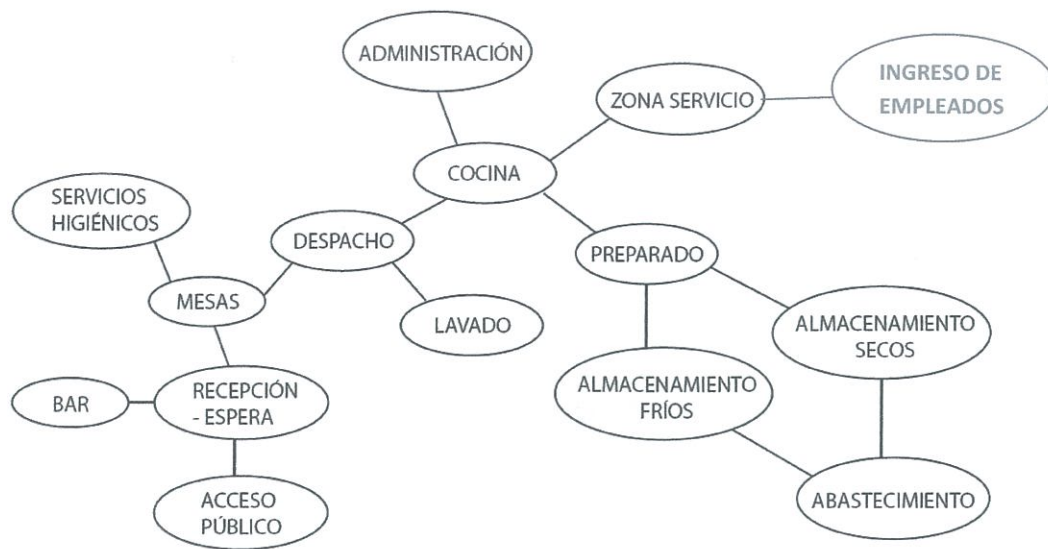 ADMINISTRACIÓN
INGRESO DE
EMPLEADOS
ZONA SERVICIO
COCINA
SERVICIOS
HIGIÉNICOS
DESPACHO
PREPARADO
MESAS
LAVADO
ALMACENAMIENTO
SECOS
BAR
RECEPCIÓN
- ESPERA
ALMACENAMIENTO
FRÍOS
ACCESO
PÚBLICO
ABASTECIMIENTO